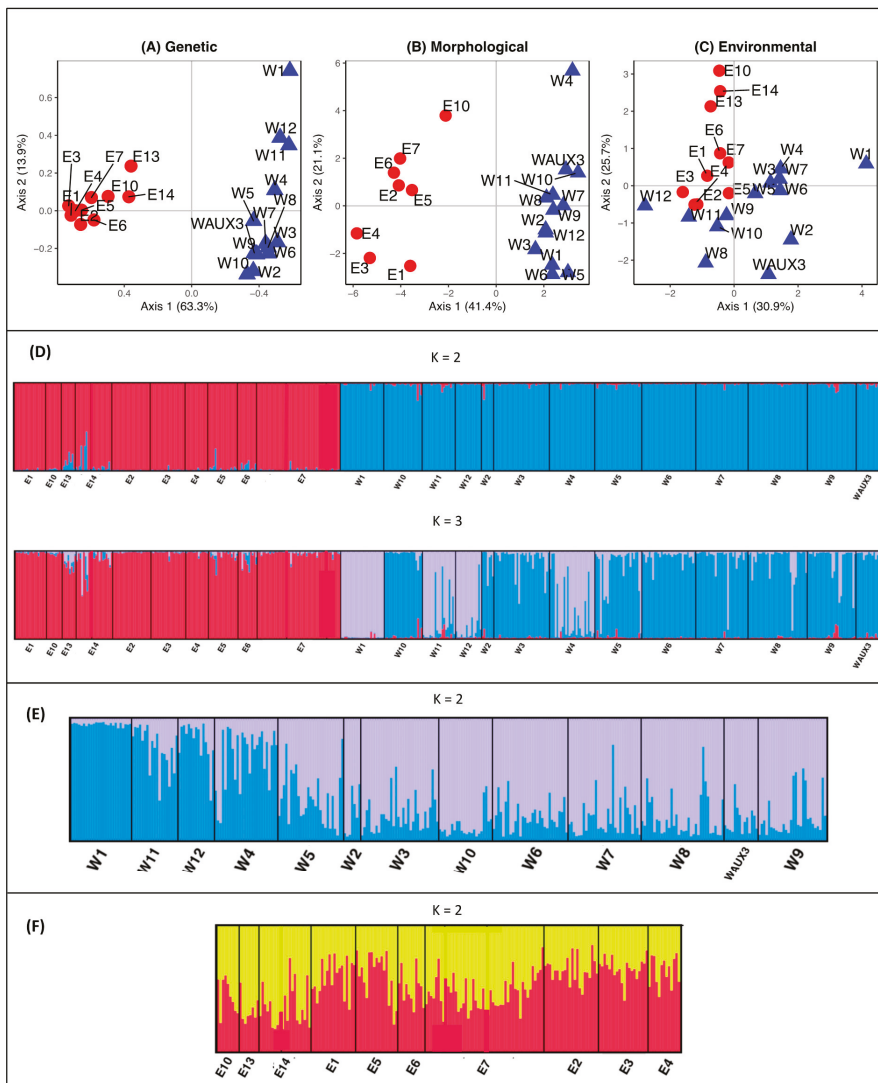 (A) Genetic
Axis 2 (13.9%)
0.6
0.4
0.2
0.0
−0.2
W1
W12
W11
E3
E7
E13
E4
E1
E10
E14
E5
E2
E6
W4
W5
W7
W8
WAUX3
W9
W3
W6
W10
W2
0.4
0.0
−0.4
Axis 1 (63.3%)
(B) Morphological
Axis 2 (21.1%)
6
4
2
0
−2
W4
E10
E7
E6
WAUX3
W10
W11
E2
E5
W8
W7
W9
W2
W12
E4
W3
E3
E1
W1
W6
W5
−6
−4
−2
0
2
Axis 1 (41.4%)
(C) Environmental
Axis 2 (25.7%)
3
2
1
0
−1
−2
E10
E14
E13
E6
E7
E1
W4
W1
E4
W3
W7
E3
E2
E5
W5
W6
W12
W11
W9
W10
W2
W8
WAUX3
−2
0
2
4
Axis 1 (30.9%)
(D)
K = 2
E1
E10
E13
E14
E2
E3
E4
E5
E6
E7
W1
W10
W11
W12
W2
W3
W4
W5
W6
W7
W8
W9
WAUX3
K = 3
E1
E10
E13
E14
E2
E3
E4
E5
E6
E7
W1
W10
W11
W12
W2
W3
W4
W5
W6
W7
W8
W9
WAUX3
(E)
K = 2
W1
W11
W12
W4
W5
W2
W3
W10
W6
W7
W8
WAUX3
W9
(F)
K = 2
E10
E13
E14
E1
E5
E6
E7
E2
E3
E4